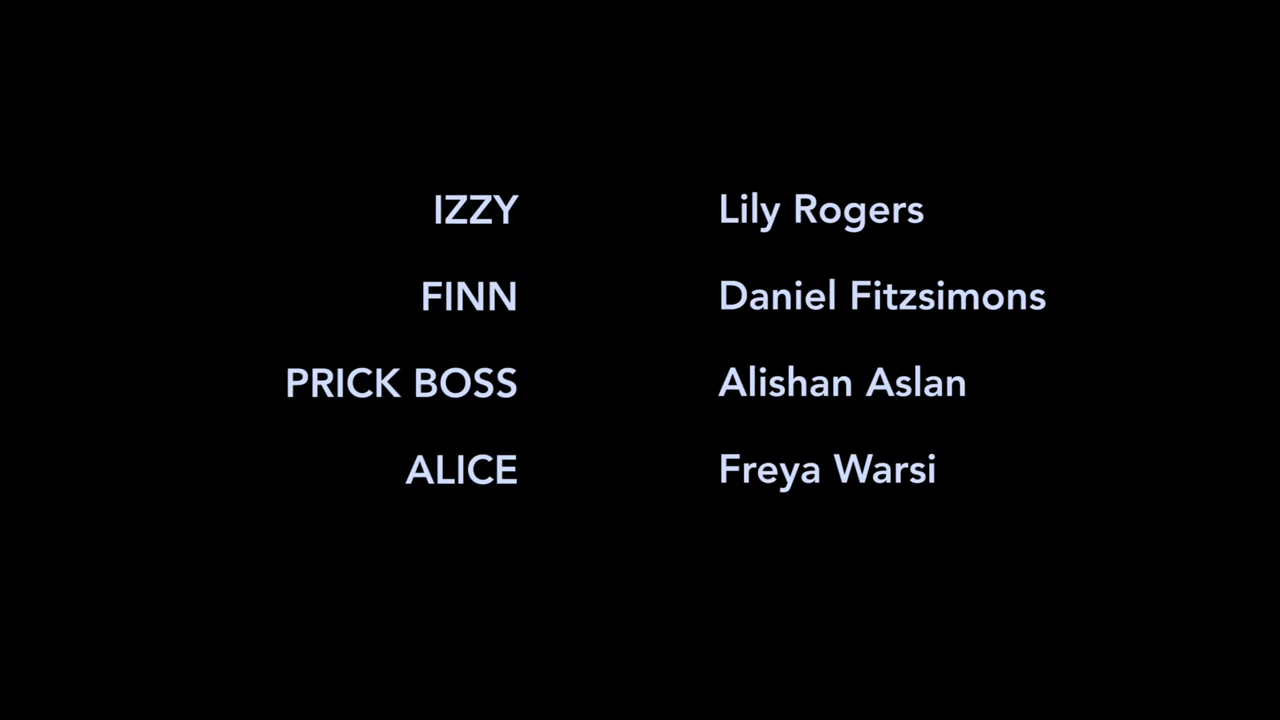 IZZY Lily Rogers
FINN Daniel Fitzsimons
PRICK BOSS Alishan Aslan
ALICE Freya Warsi